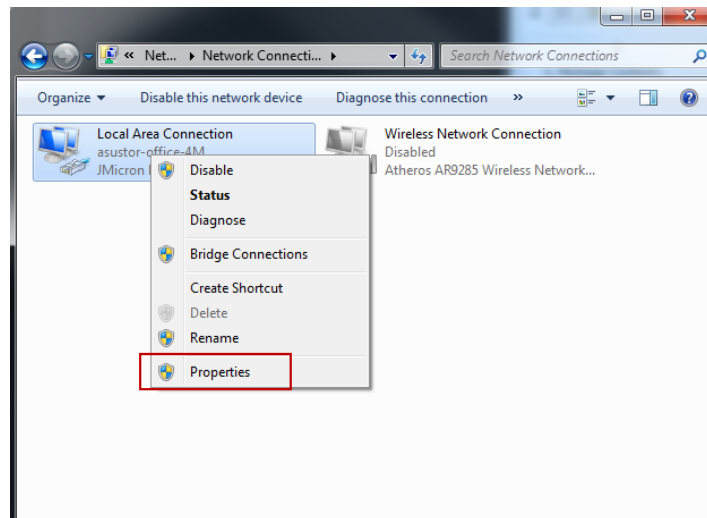 « Net... Network Connecti... Search Network Connections
Organize Disable this network device Diagnose this connection »
Local Area Connection
asustor-office-4M
JMicron
Wireless Network Connection
Disabled
Atheros AR9285 Wireless Network...
Disable
Status
Diagnose
Bridge Connections
Create Shortcut
Delete
Rename
Properties